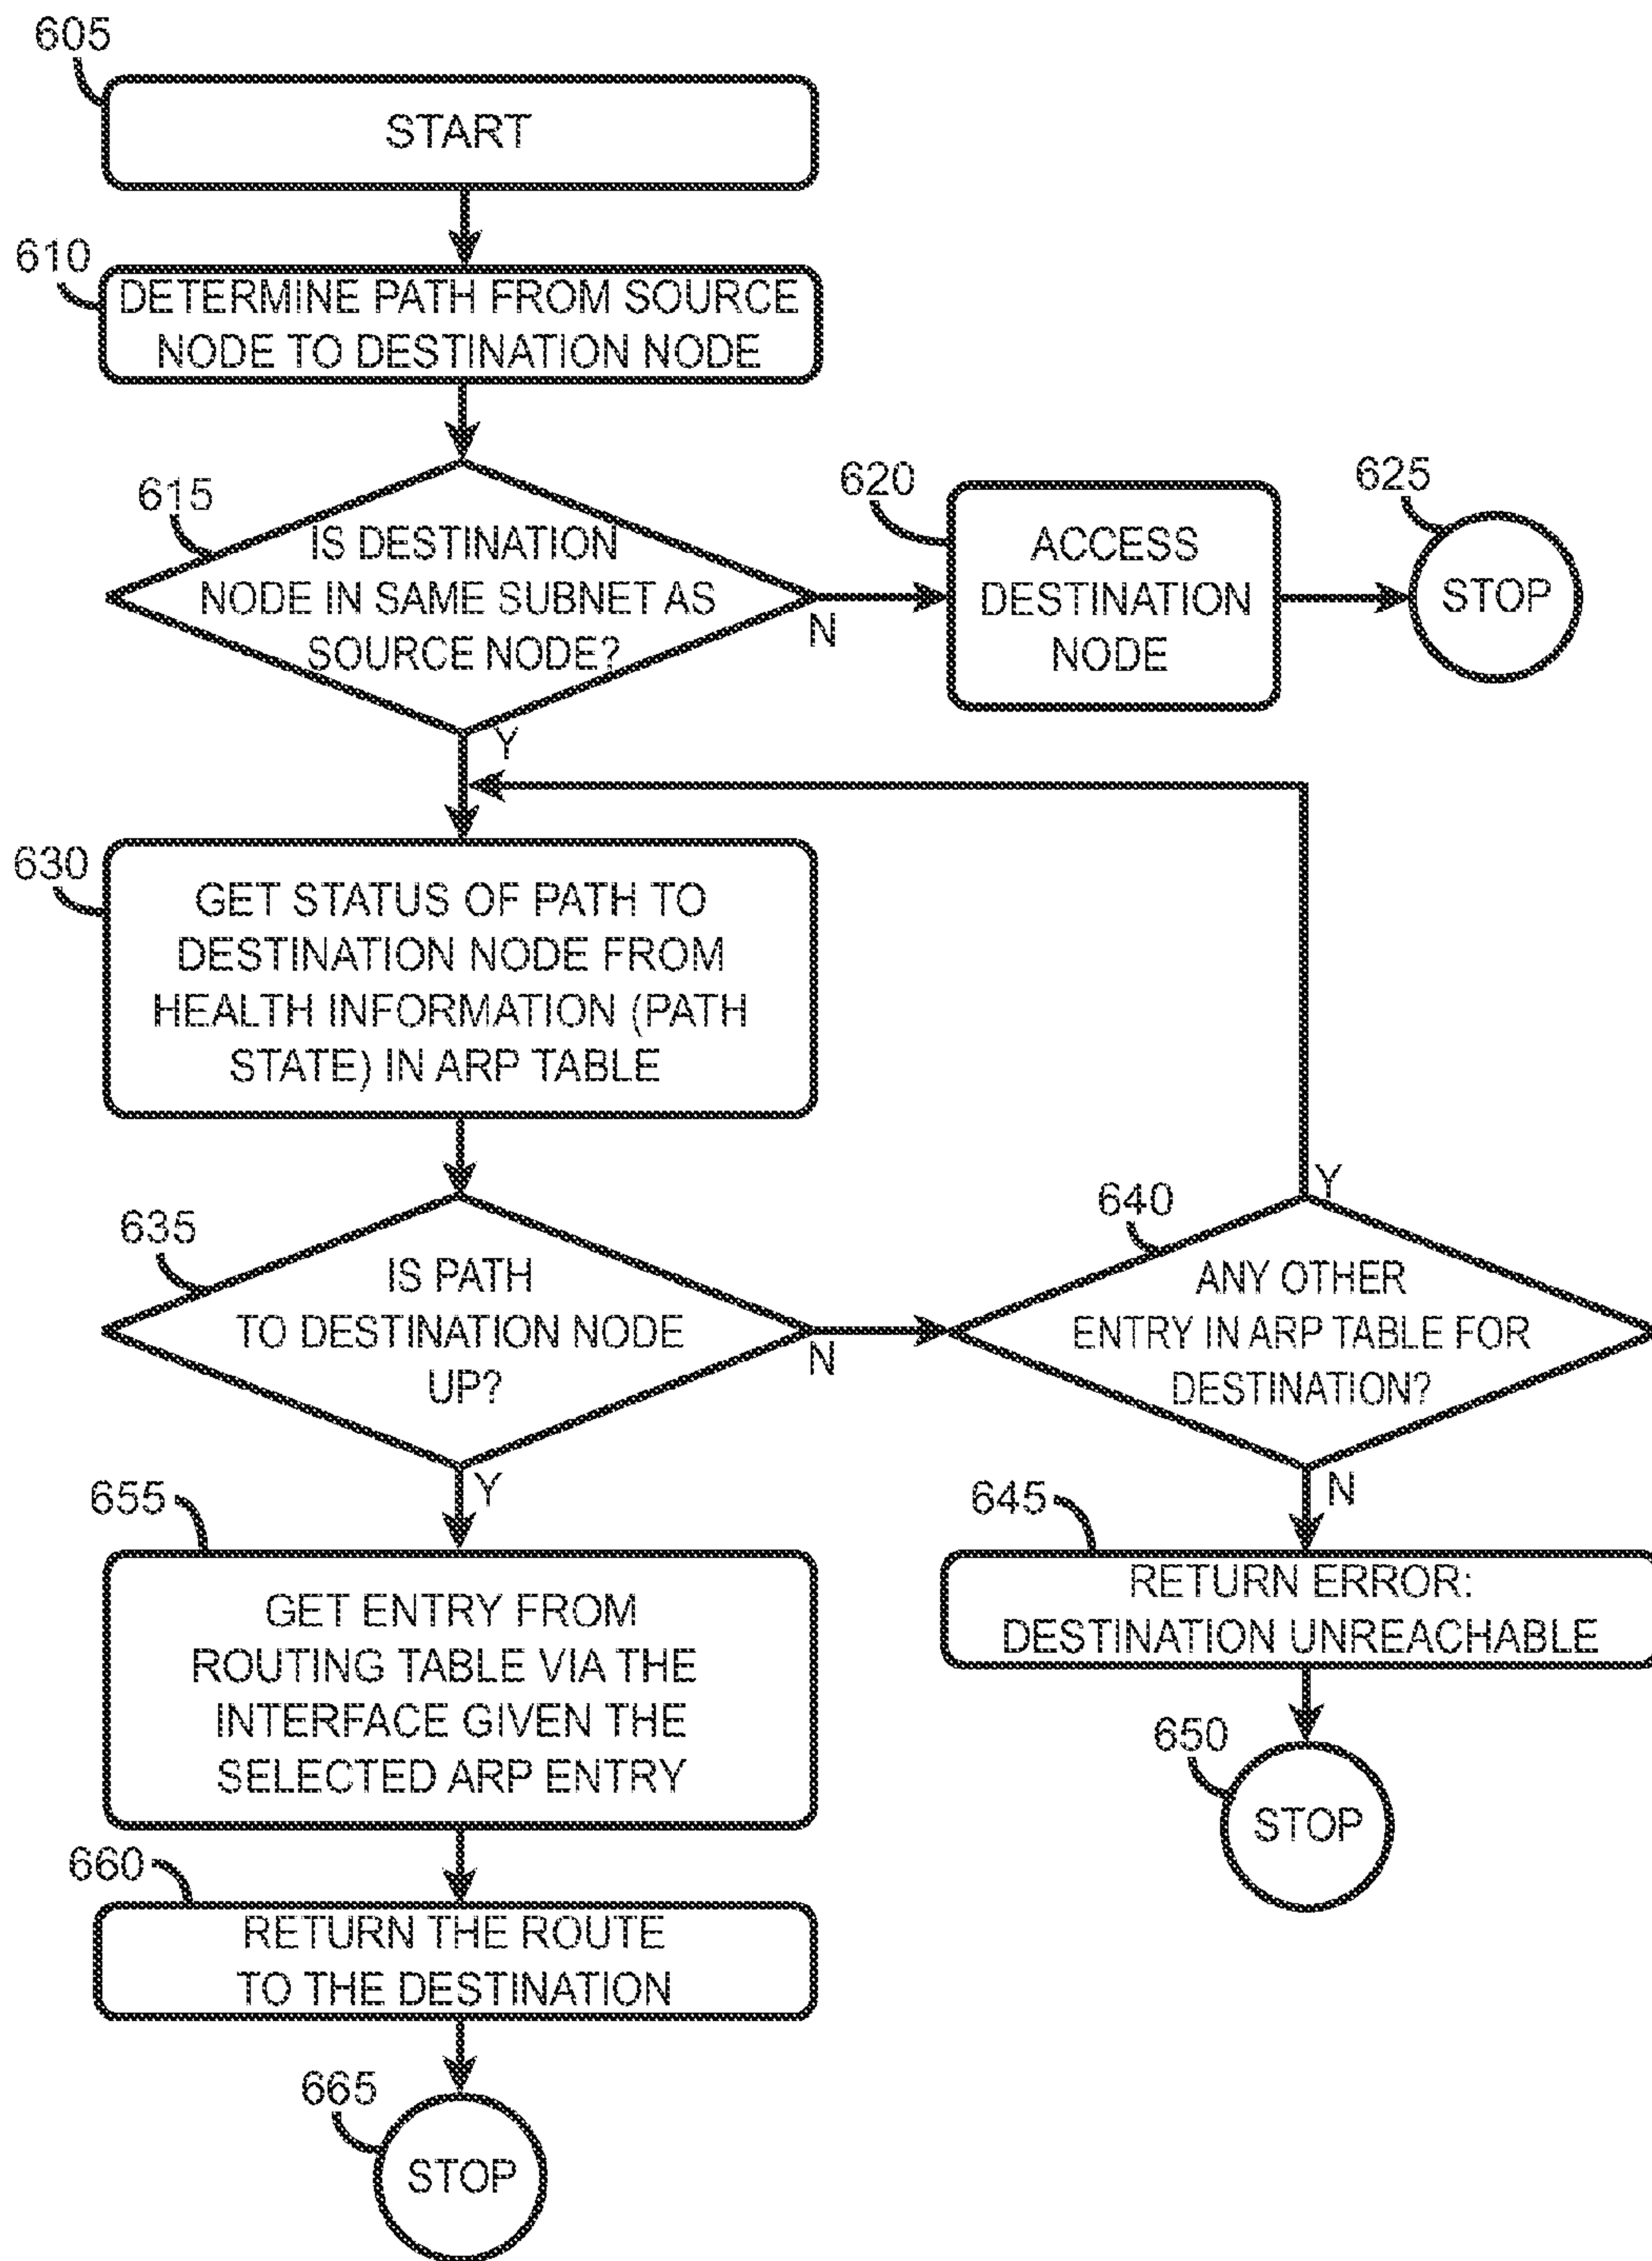 605
START
610
DETERMINE PATH FROM SOURCE
NODE TO DESTINATION NODE
615
IS DESTINATION
NODE IN SAME SUBNET AS
SOURCE NODE?
N
Y
620
ACCESS
DESTINATION
NODE
625
STOP
630
GET STATUS OF PATH TO
DESTINATION NODE FROM
HEALTH INFORMATION (PATH
STATE) IN ARP TABLE
635
IS PATH
TO DESTINATION NODE
UP?
N
Y
640
Y
ANY OTHER
ENTRY IN ARP TABLE FOR
DESTINATION?
N
645
RETURN ERROR:
DESTINATION UNREACHABLE
650
STOP
655
GET ENTRY FROM
ROUTING TABLE VIA THE
INTERFACE GIVEN THE
SELECTED ARP ENTRY
660
RETURN THE ROUTE
TO THE DESTINATION
665
STOP